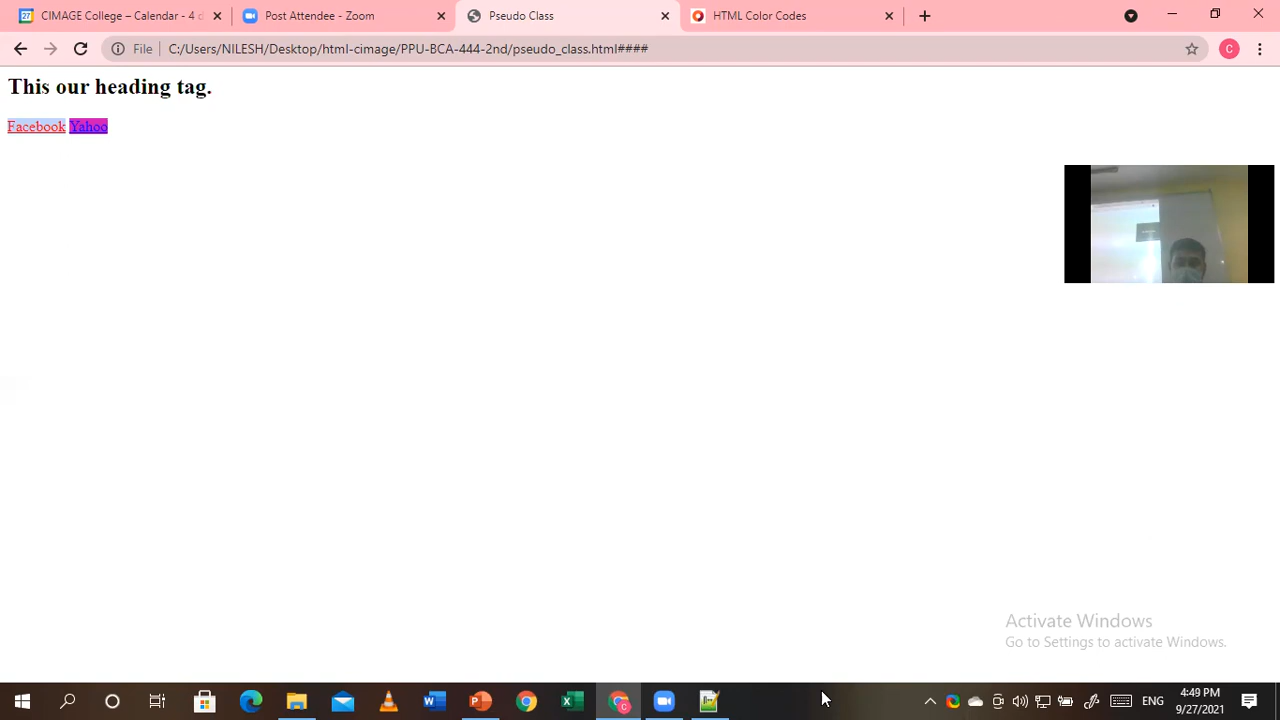 CIMAGE College – Calendar - 4 d
Post Attendee - Zoom
Pseudo Class
HTML Color Codes
File
C:/Users/NILESH/Desktop/html-cimage/PPU-BCA-444-2nd/pseudo_class.html####
C
This our heading tag.
Facebook Yahoo
Activate Windows
Go to Settings to activate Windows.
ENG
4:49 PM
9/27/2021